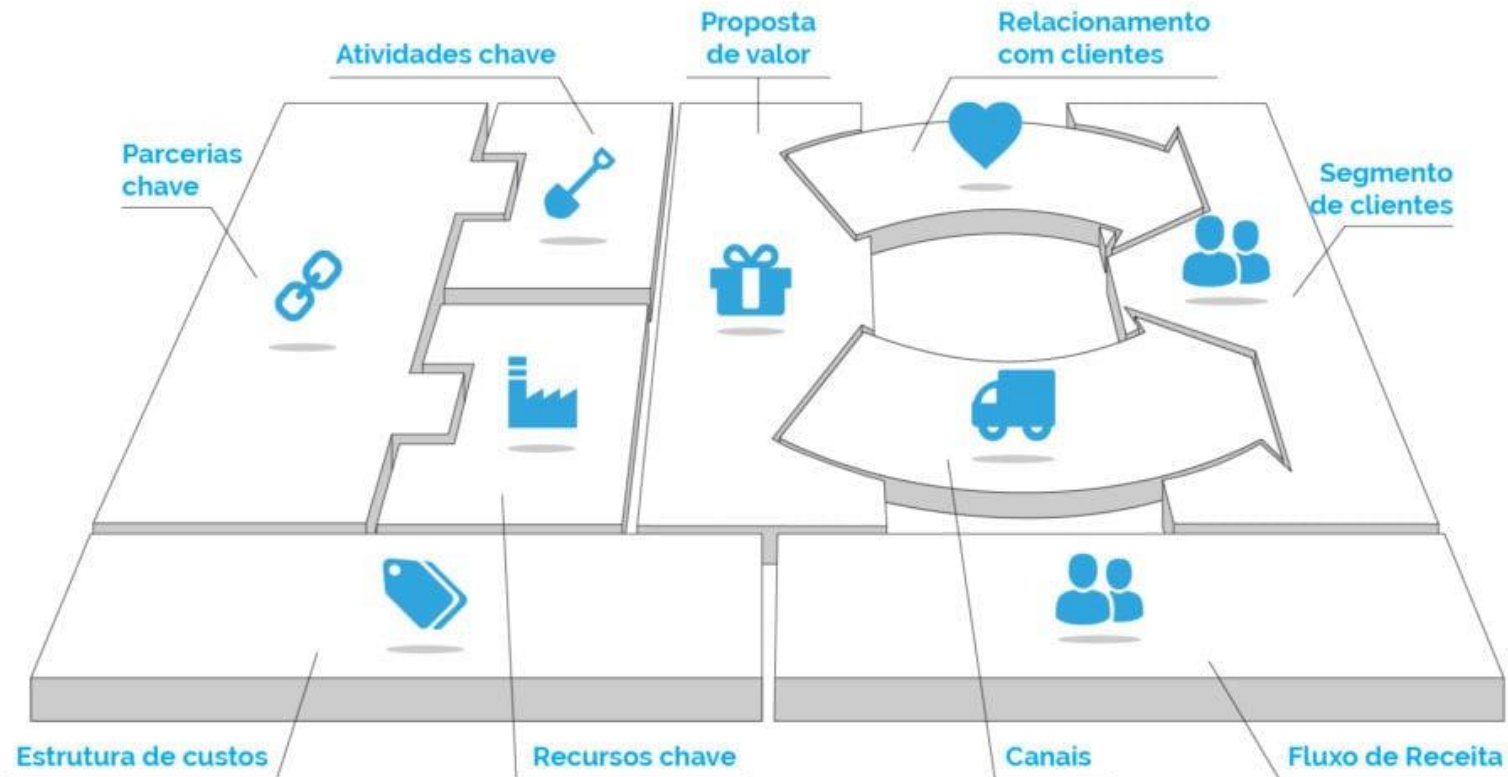 Proposta
de valor
Relacionamento
com clientes
Atividades chave
Parcerias
chave
Segmento
de clientes
Estrutura de custos
Recursos chave
Canais
Fluxo de Receita